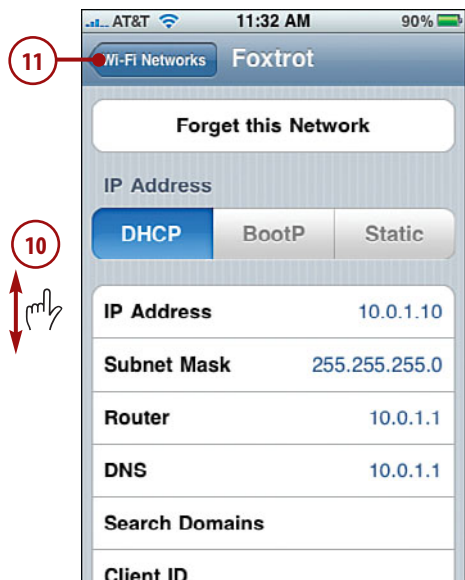 AT&T 11:32 AM 90%
11 Wi-Fi Networks Foxtrot
Forget this Network
IP Address
DHCP BootP Static
10
IP Address 10.0.1.10
Subnet Mask 255.255.255.0
Router 10.0.1.1
DNS 10.0.1.1
Search Domains
Client ID